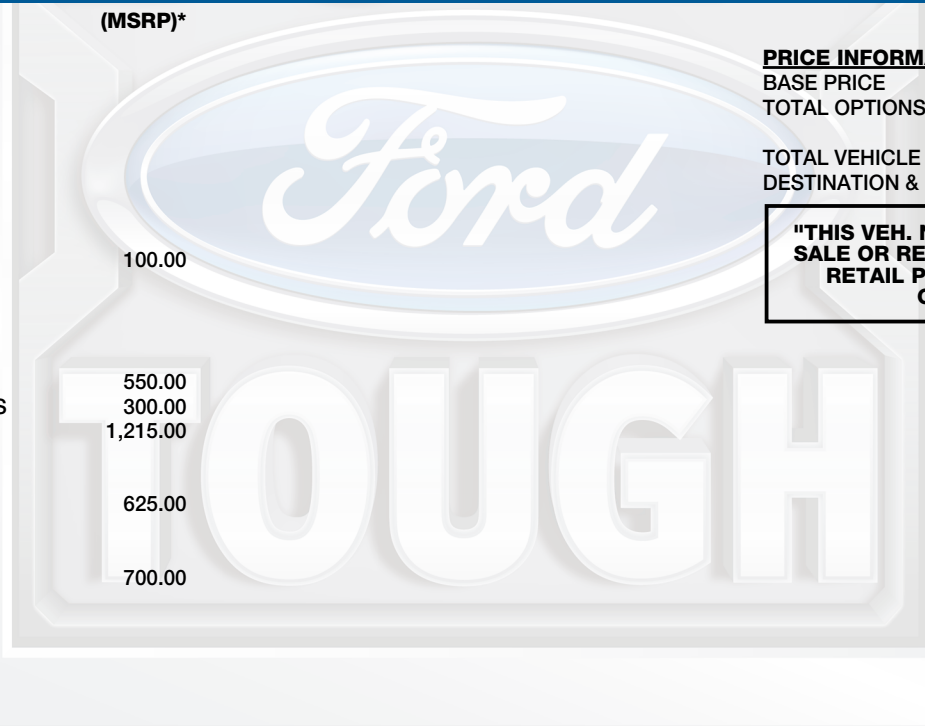 (MSRP)*
PRICE INFORM
BASE PRICE
TOTAL OPTIONS
TOTAL VEHICLE
DESTINATION &
"THIS VEH.
SALE OR RE
RETAIL P
Ford
100.00
TOUGH
550.00
S 300.00
1,215.00
625.00
700.00